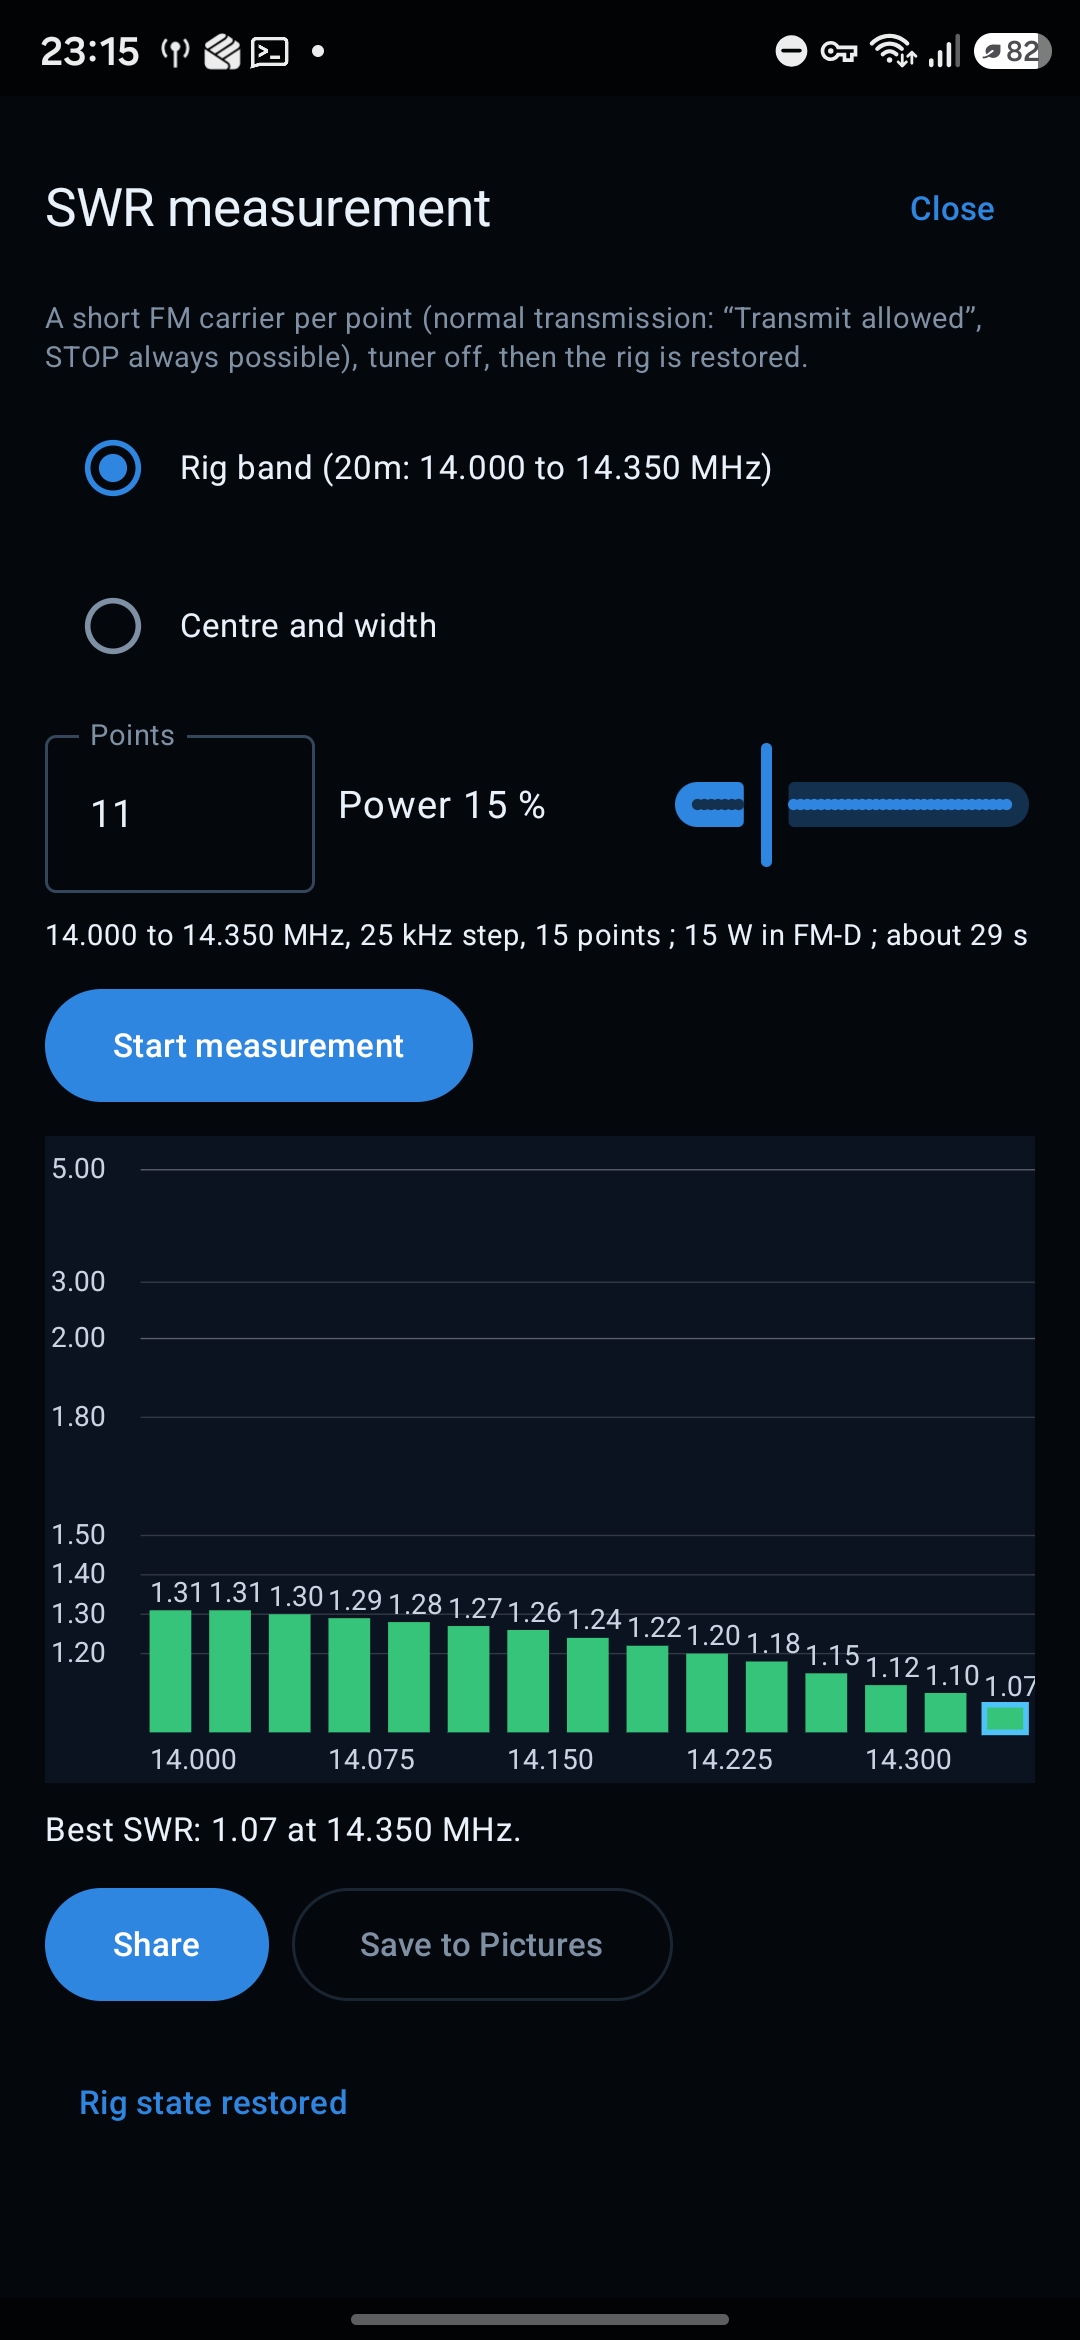 23:15
82
SWR measurement
Close
A short FM carrier per point (normal transmission: “Transmit allowed”,
STOP always possible), tuner off, then the rig is restored.
Rig band (20m: 14.000 to 14.350 MHz)
Centre and width
Points
11
Power 15 %
14.000 to 14.350 MHz, 25 kHz step, 15 points ; 15 W in FM-D ; about 29 s
Start measurement
5.00
3.00
2.00
1.80
1.50
1.40
1.30
1.20
1.31 1.31 1.30 1.29 1.28 1.27 1.26 1.24 1.22 1.20 1.18 1.15 1.12 1.10 1.07
14.000 14.075 14.150 14.225 14.300
Best SWR: 1.07 at 14.350 MHz.
Share
Save to Pictures
Rig state restored